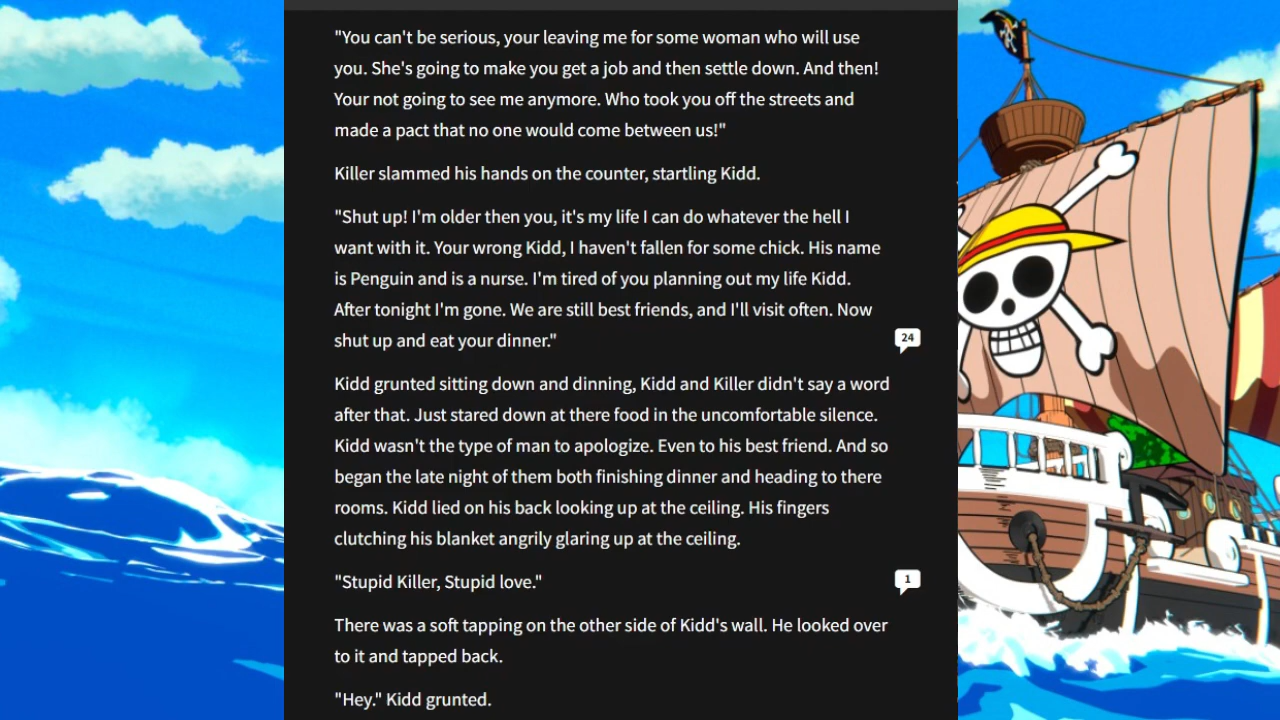 "You can't be serious, your leaving me for some woman who will use
you. She's going to make you get a job and then settle down. And then!
Your not going to see me anymore. Who took you off the streets and
made a pact that no one would come between us!"
Killer slammed his hands on the counter, startling Kidd.
"Shut up! I'm older then you, it's my life I can do whatever the hell I
want with it. Your wrong Kidd, I haven't fallen for some chick. His name
is Penguin and is a nurse. I'm tired of you planning out my life Kidd.
After tonight I'm gone. We are still best friends, and I'll visit often. Now
shut up and eat your dinner."
24
Kidd grunted sitting down and dinning, Kidd and Killer didn't say a word
after that. Just stared down at there food in the uncomfortable silence.
Kidd wasn't the type of man to apologize. Even to his best friend. And so
began the late night of them both finishing dinner and heading to there
rooms. Kidd lied on his back looking up at the ceiling. His fingers
clutching his blanket angrily glaring up at the ceiling.
"Stupid Killer, Stupid love."
1
There was a soft tapping on the other side of Kidd's wall. He looked over
to it and tapped back.
"Hey." Kidd grunted.